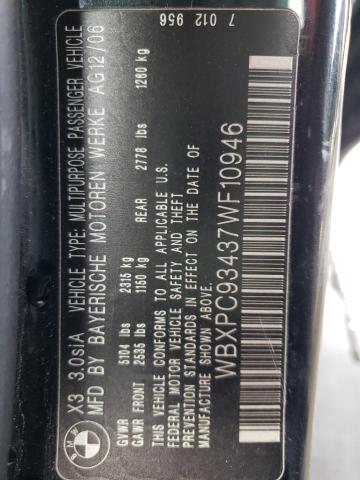 BMW
X3 3.0siA VEHICLE TYPE: MULTIPURPOSE PASSENGER VEHICLE
MFD BY BAYERISCHE MOTOREN WERKE AG 12/06
GVWR 5104 lbs 2315 kg
GAWR FRONT 2535 lbs 1150 kg REAR 2778 lbs 1260 kg
THIS VEHICLE CONFORMS TO ALL APPLICABLE U.S.
FEDERAL MOTOR VEHICLE SAFETY AND THEFT
PREVENTION STANDARDS IN EFFECT ON THE DATE OF
MANUFACTURE SHOWN ABOVE.
WBXPC93437WF10946
7 012 956